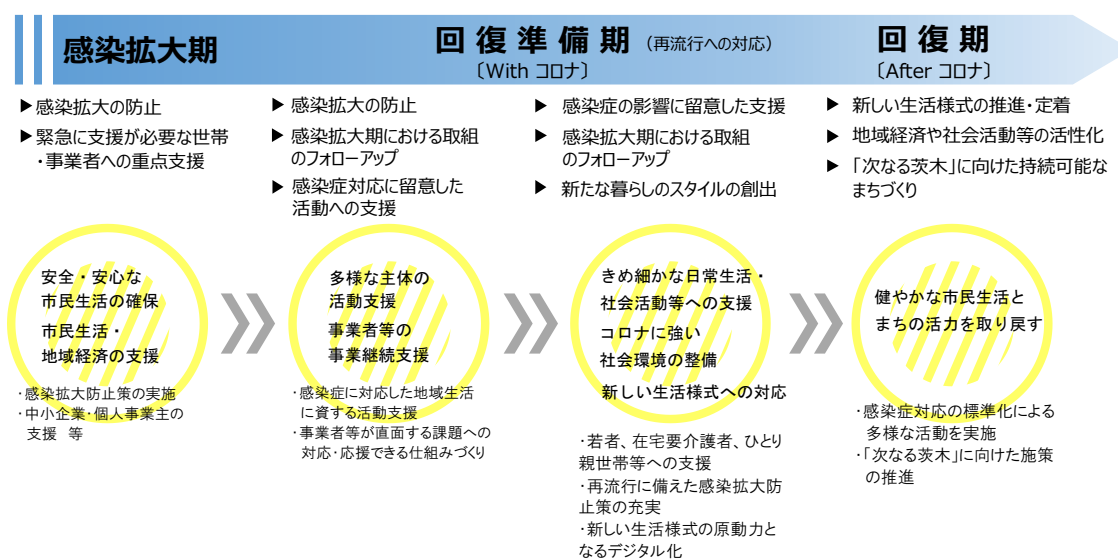 感染拡大期
回復準備期（再流行への対応）
〔With コロナ〕
回復期
〔After コロナ〕
▶感染拡大の防止
▶緊急に支援が必要な世帯
・事業者への重点支援
▶感染拡大の防止
▶感染拡大期における取組
のフォローアップ
▶感染症対応に留意した
活動への支援
▶感染症の影響に留意した支援
▶感染拡大期における取組
のフォローアップ
▶新たな暮らしのスタイルの創出
▶新しい生活様式の推進・定着
▶地域経済や社会活動等の活性化
▶「次なる茨木」に向けた持続可能な
まちづくり
安全・安心な
市民生活の確保
市民生活・
地域経済の支援
・感染拡大防止策の実施
・中小企業・個人事業主の
支援 等
多様な主体の
活動支援
事業者等の
事業継続支援
・感染症に対応した地域生活
に資する活動支援
・事業者等が直面する課題への
対応・応援できる仕組みづくり
きめ細かな日常生活・
社会活動等への支援
コロナに強い
社会環境の整備
新しい生活様式への対応
・若者、在宅要介護者、ひとり
親世帯等への支援
・再流行に備えた感染拡大防
止策の充実
・新しい生活様式の原動力と
なるデジタル化
健やかな市民生活と
まちの活力を取り戻す
・感染症対応の標準化による
多様な活動を実施
・「次なる茨木」に向けた施策
の推進